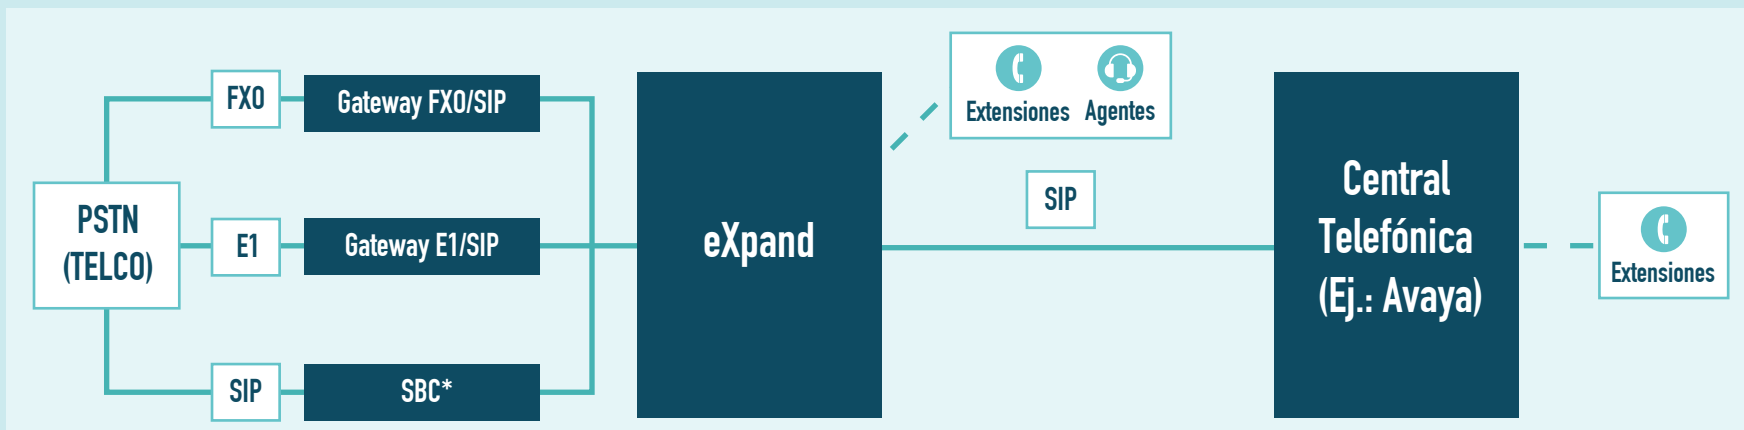 PSTN
(TELCO)
FXO
Gateway FXO/SIP
E1
Gateway E1/SIP
SIP
SBC*
eXpand
Extensiones
Agentes
SIP
Central
Telefónica
(Ej.: Avaya)
Extensiones